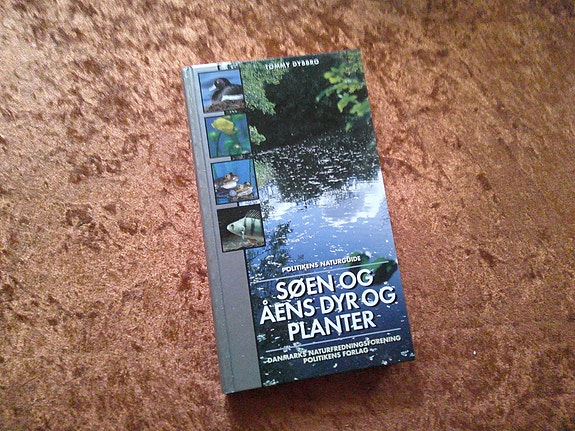 TOMMY DYBBRO
POLITIKENS NATURGUIDE
SØEN OG
ÅENS DYR OG
PLANTER
DANMARKS NATURFREDNINGSFORENING
POLITIKENS FORLAG